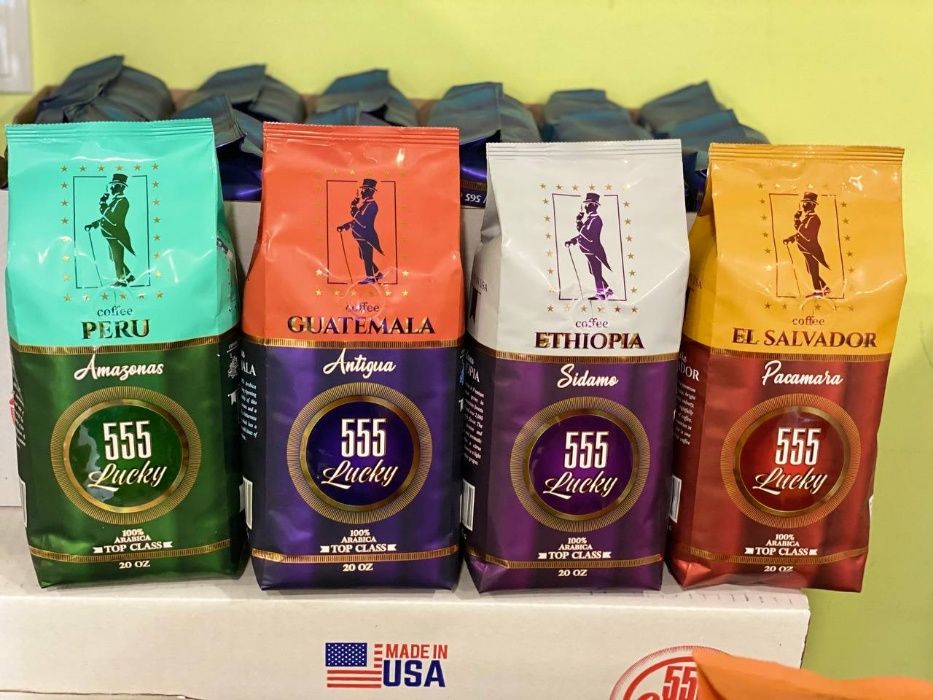 coffee
PERU
Amazonas
555
Lucky
100%
ARABICA
TOP CLASS
20 OZ
coffee
GUATEMALA
Antigua
555
Lucky
100%
ARABICA
TOP CLASS
20 OZ
coffee
ETHIOPIA
Sidamo
555
Lucky
100%
ARABICA
TOP CLASS
20 OZ
coffee
EL SALVADOR
Pacamara
555
Lucky
100%
ARABICA
TOP CLASS
20 OZ
595
MADE IN
USA
55